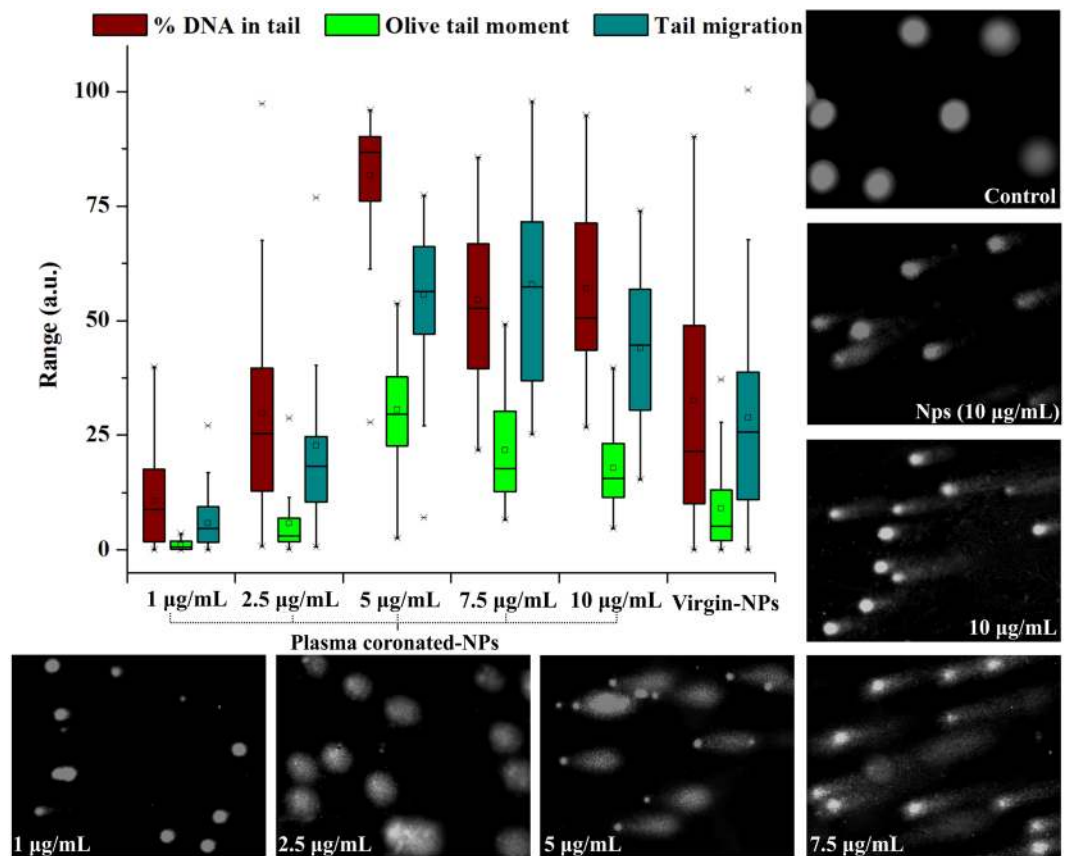 % DNA in tail Olive tail moment Tail migration
100
75
50
25
0
Range (a.u.)
1 µg/mL 2.5 µg/mL 5 µg/mL 7.5 µg/mL 10 µg/mL Virgin-NPs
Plasma coronated-NPs
Control
Nps (10 µg/mL)
10 µg/mL
1 µg/mL
2.5 µg/mL
5 µg/mL
7.5 µg/mL